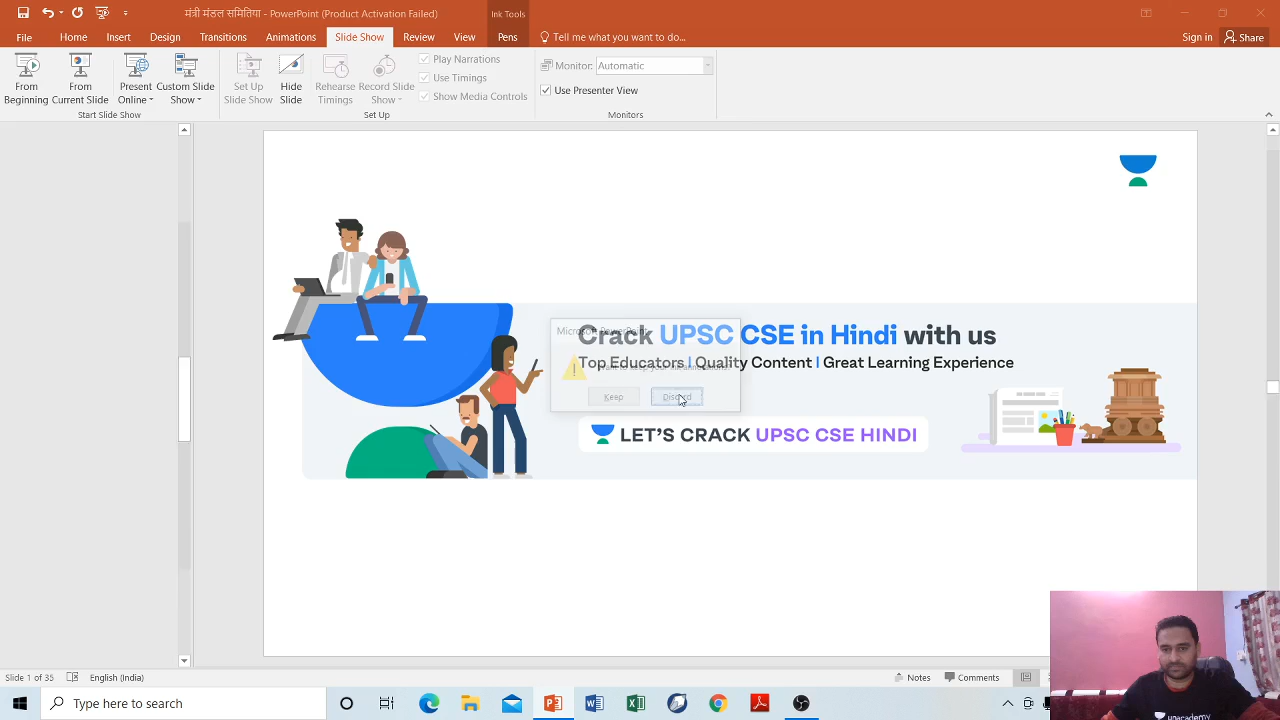 मंत्री मंडल समितिया - PowerPoint (Product Activation Failed)
Ink Tools
File
Home
Insert
Design
Transitions
Animations
Slide Show
Review
View
Pens
Tell me what you want to do...
Sign in
Share
From Beginning
From Current Slide
Present Online
Custom Slide Show
Set Up Slide Show
Hide Slide
Rehearse Timings
Record Slide Show
Play Narrations
Use Timings
Show Media Controls
Monitor:
Automatic
Use Presenter View
Start Slide Show
Set Up
Monitors
Crack UPSC CSE in Hindi with us
Top Educators | Quality Content | Great Learning Experience
Microsoft PowerPoint
Keep
Discard
LET'S CRACK UPSC CSE HINDI
unacademy
Slide 1 of 35
English (India)
Notes
Comments
Type here to search